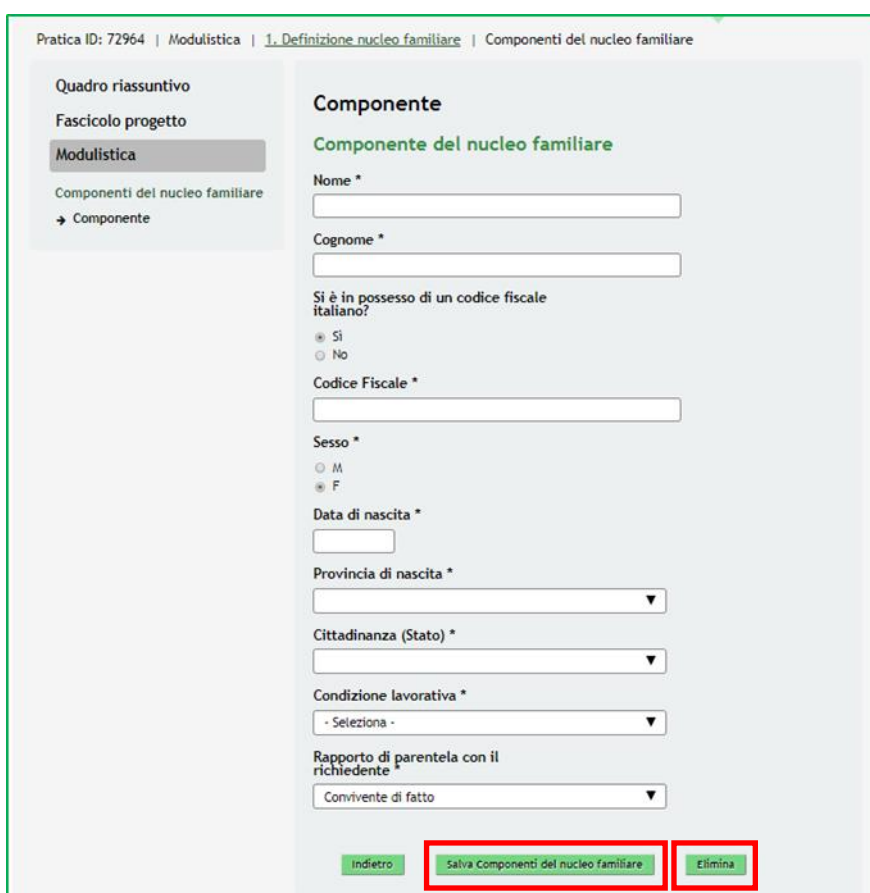 Pratica ID: 72964 | Modulistica | 1. Definizione nucleo familiare | Componenti del nucleo familiare
Quadro riassuntivo
Fascicolo progetto
Modulistica
Componenti del nucleo familiare
→ Componente
Componente
Componente del nucleo familiare
Nome *
Cognome *
Si è in possesso di un codice fiscale
italiano?
Sì
No
Codice Fiscale *
Sesso *
M
F
Data di nascita *
Provincia di nascita *
Cittadinanza (Stato) *
Condizione lavorativa *
- Seleziona -
Rapporto di parentela con il
richiedente *
Convivente di fatto
Indietro Salva Componenti del nucleo familiare Elimina